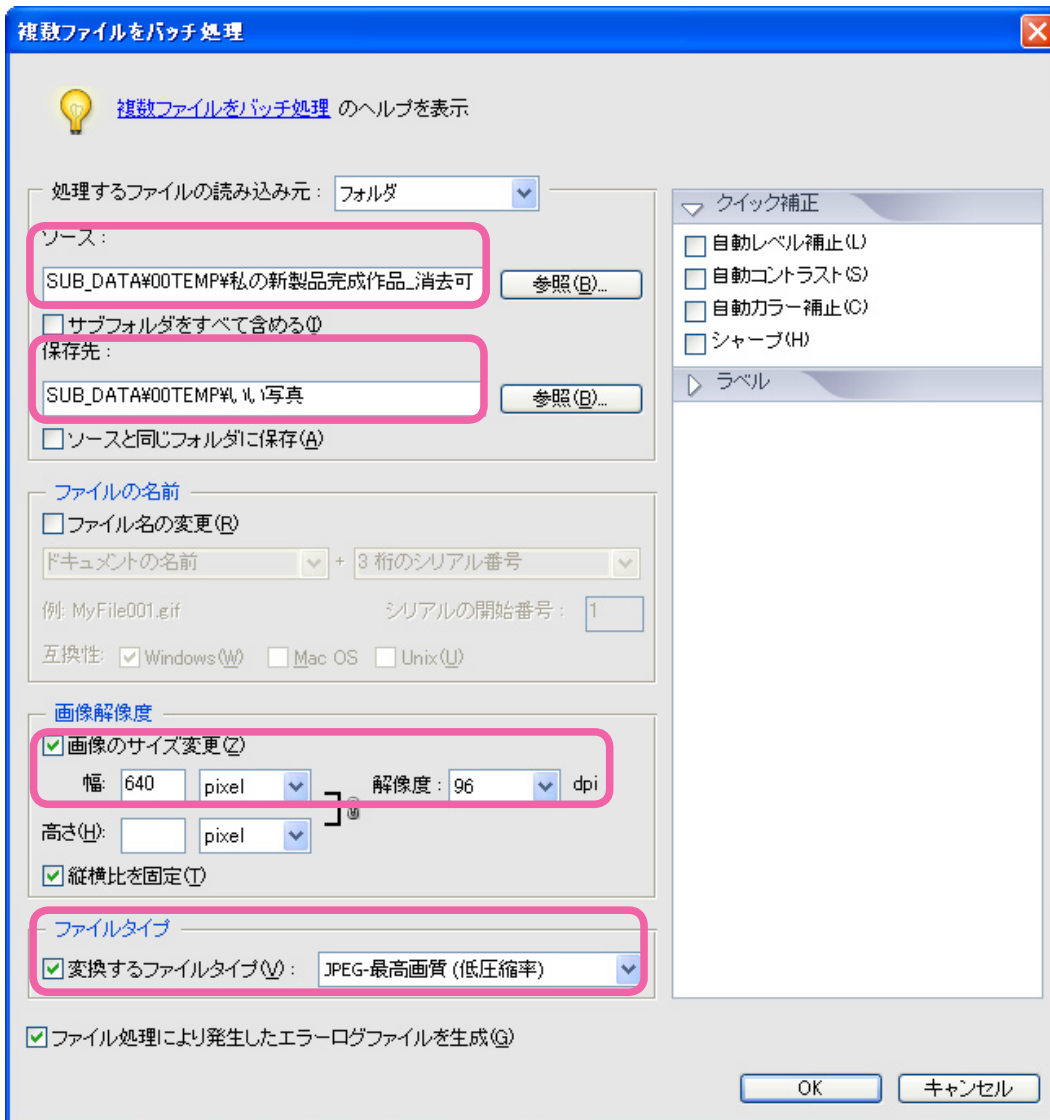 複数ファイルをバッチ処理
複数ファイルをバッチ処理 のヘルプを表示
処理するファイルの読み込み元： フォルダ
ソース：
SUB_DATA¥00TEMP¥私の新製品完成作品_消去可
参照(B)...
サブフォルダをすべて含める(I)
保存先：
SUB_DATA¥00TEMP¥いい写真
参照(B)...
ソースと同じフォルダに保存(A)
ファイルの名前
ファイル名の変更(R)
ドキュメントの名前 + 3 桁のシリアル番号
例: MyFile001.gif シリアルの開始番号： 1
互換性: Windows(W) Mac OS Unix(U)
画像解像度
画像のサイズ変更(Z)
幅: 640 pixel 解像度： 96 dpi
高さ(H): pixel
縦横比を固定(T)
ファイルタイプ
変換するファイルタイプ(V)： JPEG-最高画質 (低圧縮率)
ファイル処理により発生したエラーログファイルを生成(G)
クイック補正
自動レベル補正(L)
自動コントラスト(S)
自動カラー補正(C)
シャープ(H)
ラベル
OK キャンセル